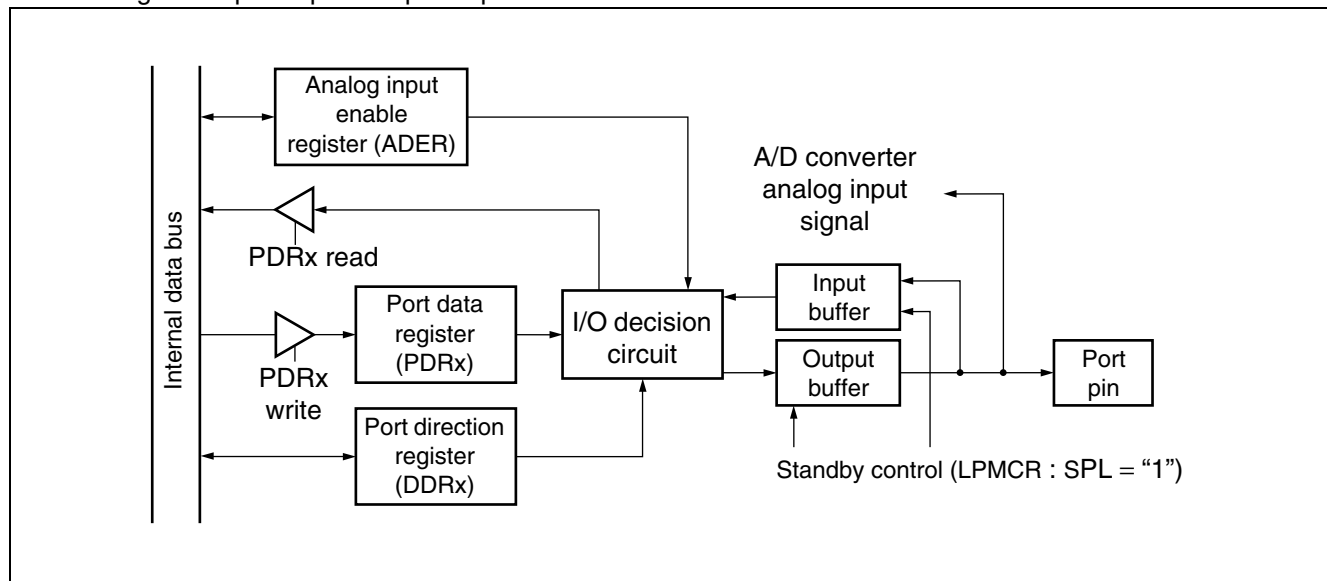 Analog input
enable
register (ADER)
A/D converter
analog input
signal
Internal data bus
PDRx read
Port data
register
(PDRx)
I/O decision
circuit
Input
buffer
Output
buffer
Port
pin
PDRx
write
Port direction
register
(DDRx)
Standby control (LPMCR : SPL = “1”)